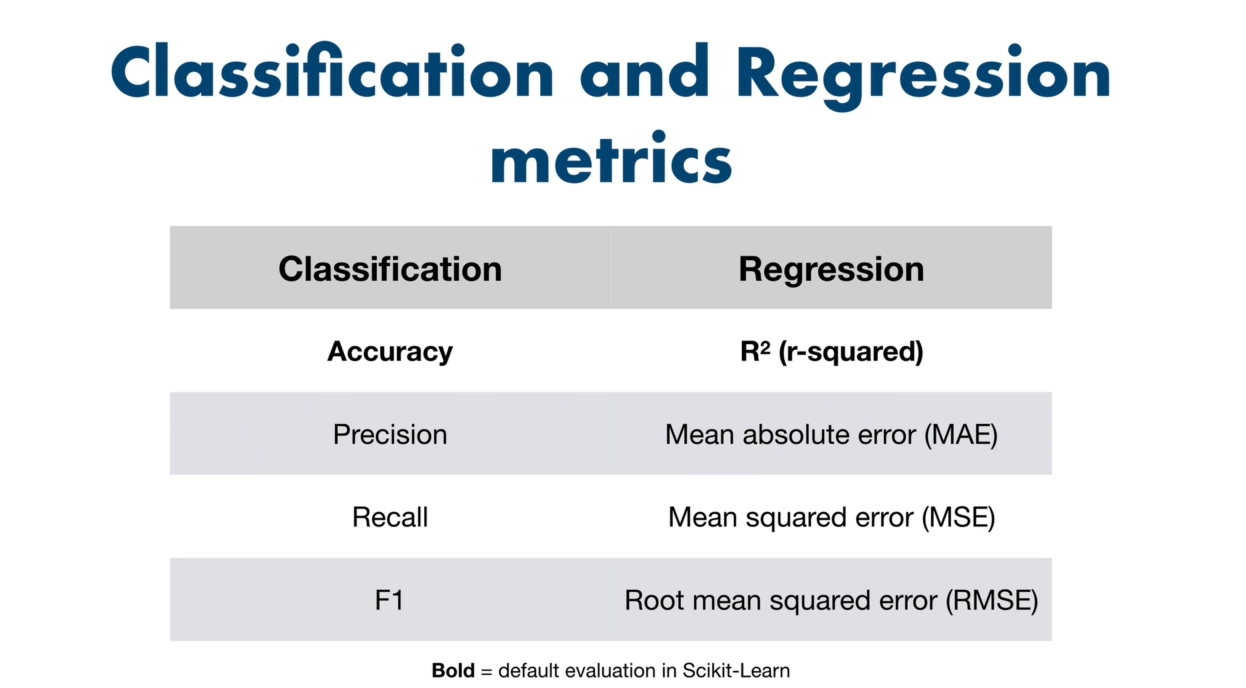 Classification and Regression
metrics
Classification Regression
Accuracy R² (r-squared)
Precision Mean absolute error (MAE)
Recall Mean squared error (MSE)
F1 Root mean squared error (RMSE)
Bold = default evaluation in Scikit-Learn